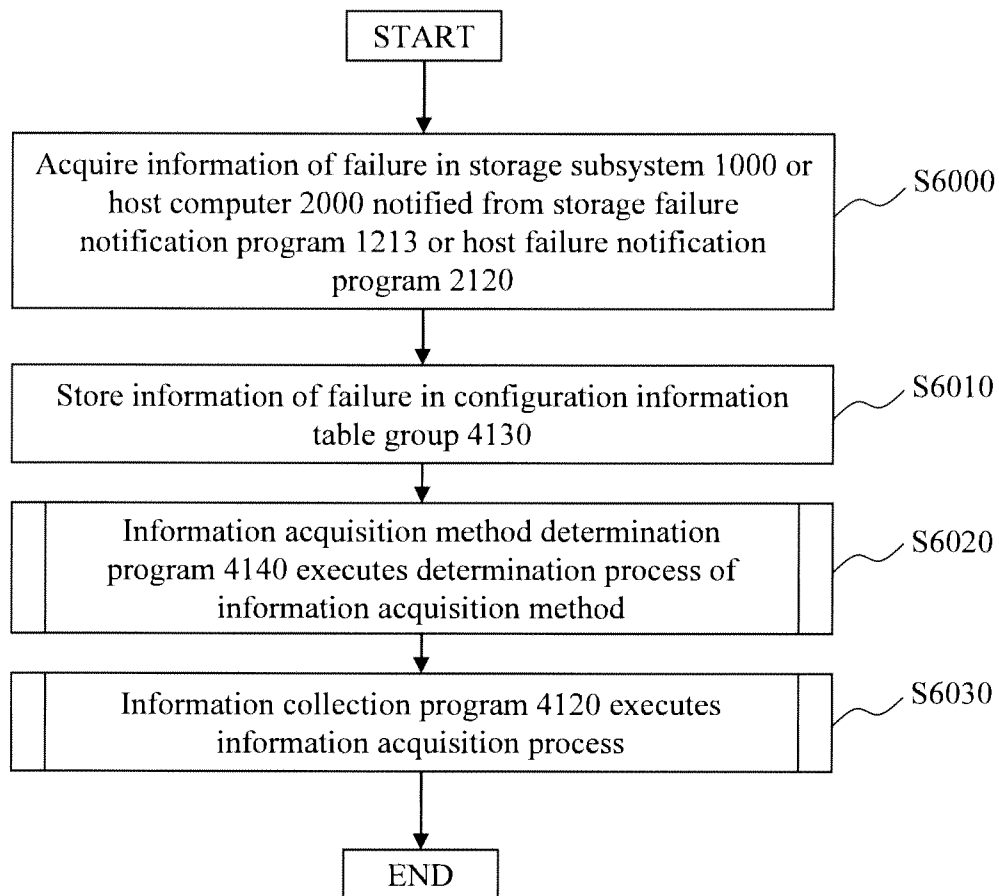 START
Acquire information of failure in storage subsystem 1000 or
host computer 2000 notified from storage failure
notification program 1213 or host failure notification
program 2120
S6000
Store information of failure in configuration information
table group 4130
S6010
Information acquisition method determination
program 4140 executes determination process of
information acquisition method
S6020
Information collection program 4120 executes
information acquisition process
S6030
END